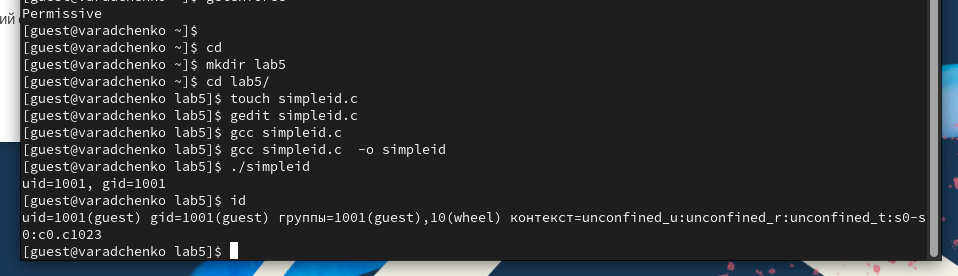 Permissive
[guest@varadchenko ~]$
[guest@varadchenko ~]$ cd
[guest@varadchenko ~]$ mkdir lab5
[guest@varadchenko ~]$ cd lab5/
[guest@varadchenko lab5]$ touch simpleid.c
[guest@varadchenko lab5]$ gedit simpleid.c
[guest@varadchenko lab5]$ gcc simpleid.c
[guest@varadchenko lab5]$ gcc simpleid.c  -o simpleid
[guest@varadchenko lab5]$ ./simpleid
uid=1001, gid=1001
[guest@varadchenko lab5]$ id
uid=1001(guest) gid=1001(guest) группы=1001(guest),10(wheel) контекст=unconfined_u:unconfined_r:unconfined_t:s0-s
0:c0.c1023
[guest@varadchenko lab5]$